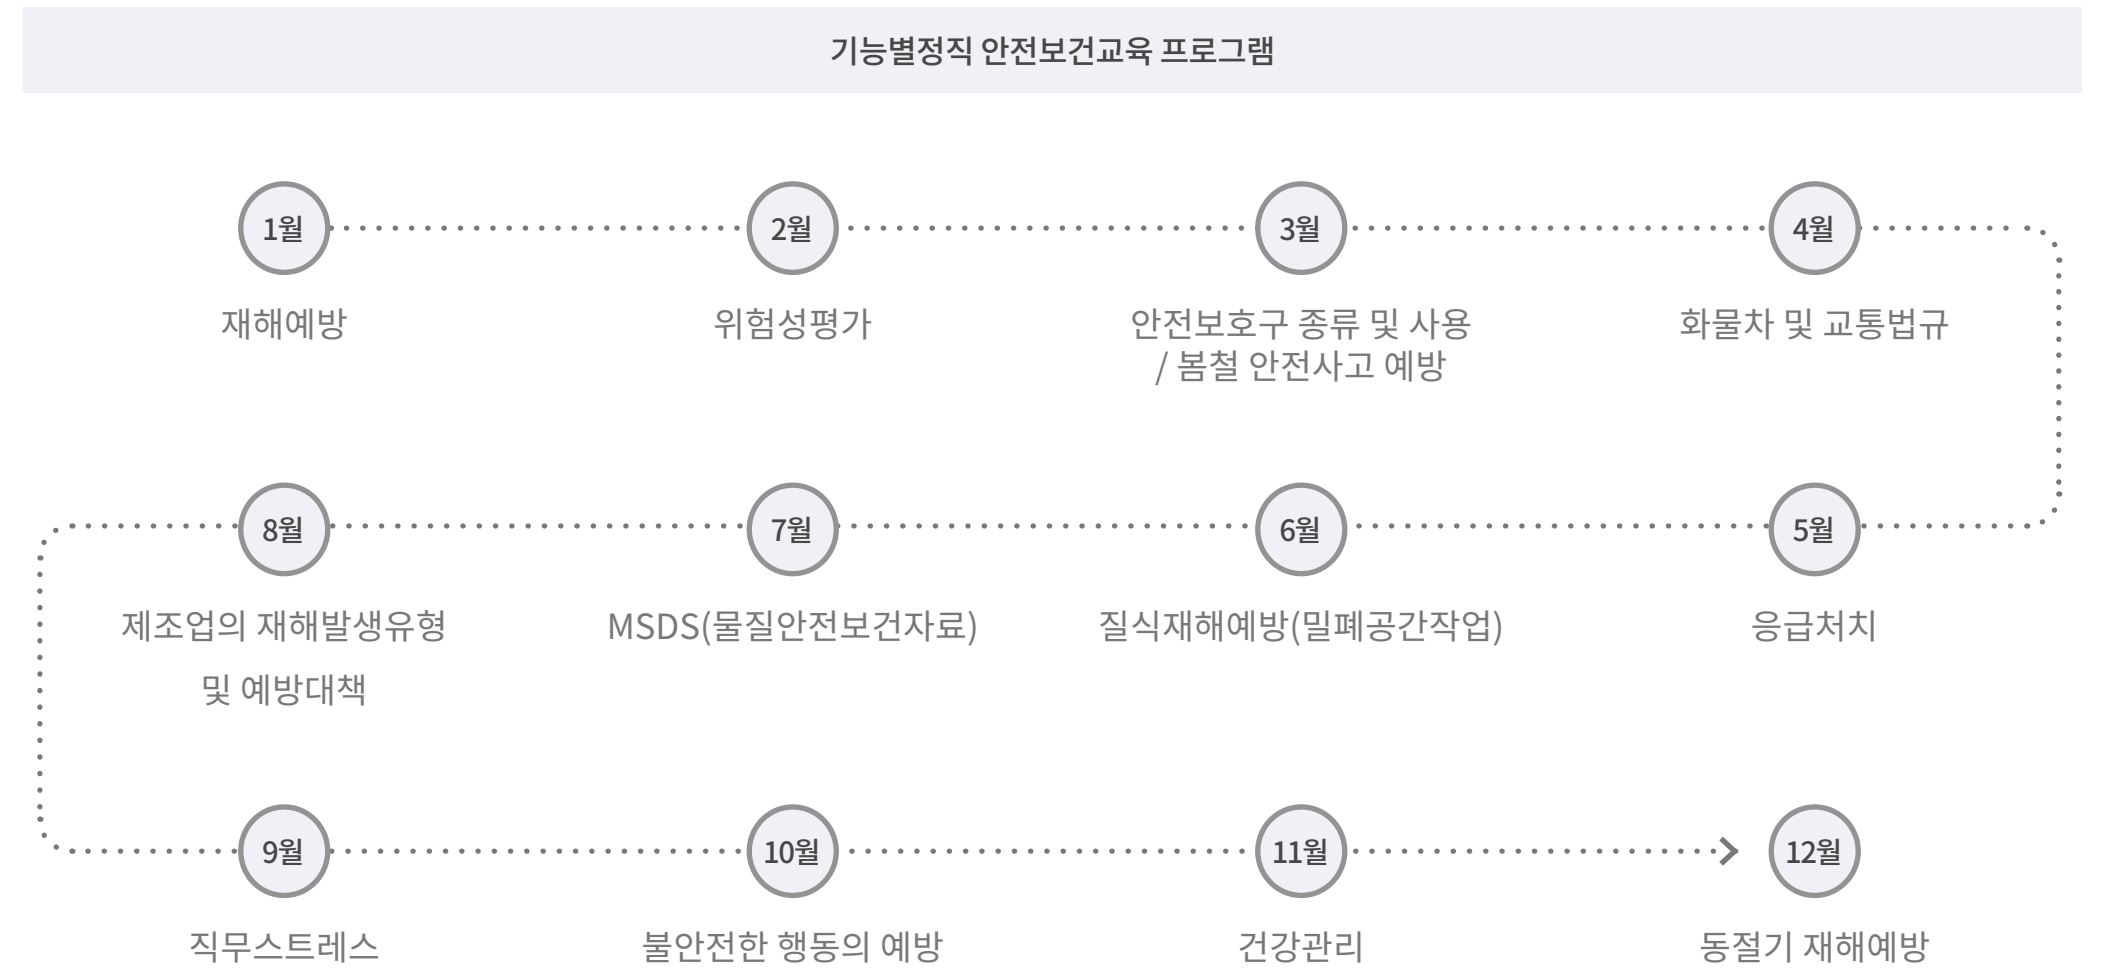 기능별정직 안전보건교육 프로그램
1월
재해예방
2월
위험성평가
3월
안전보호구 종류 및 사용
/ 봄철 안전사고 예방
4월
화물차 및 교통법규
5월
응급처치
6월
질식재해예방(밀폐공간작업)
7월
MSDS(물질안전보건자료)
8월
제조업의 재해발생유형
및 예방대책
9월
직무스트레스
10월
불안전한 행동의 예방
11월
건강관리
12월
동절기 재해예방